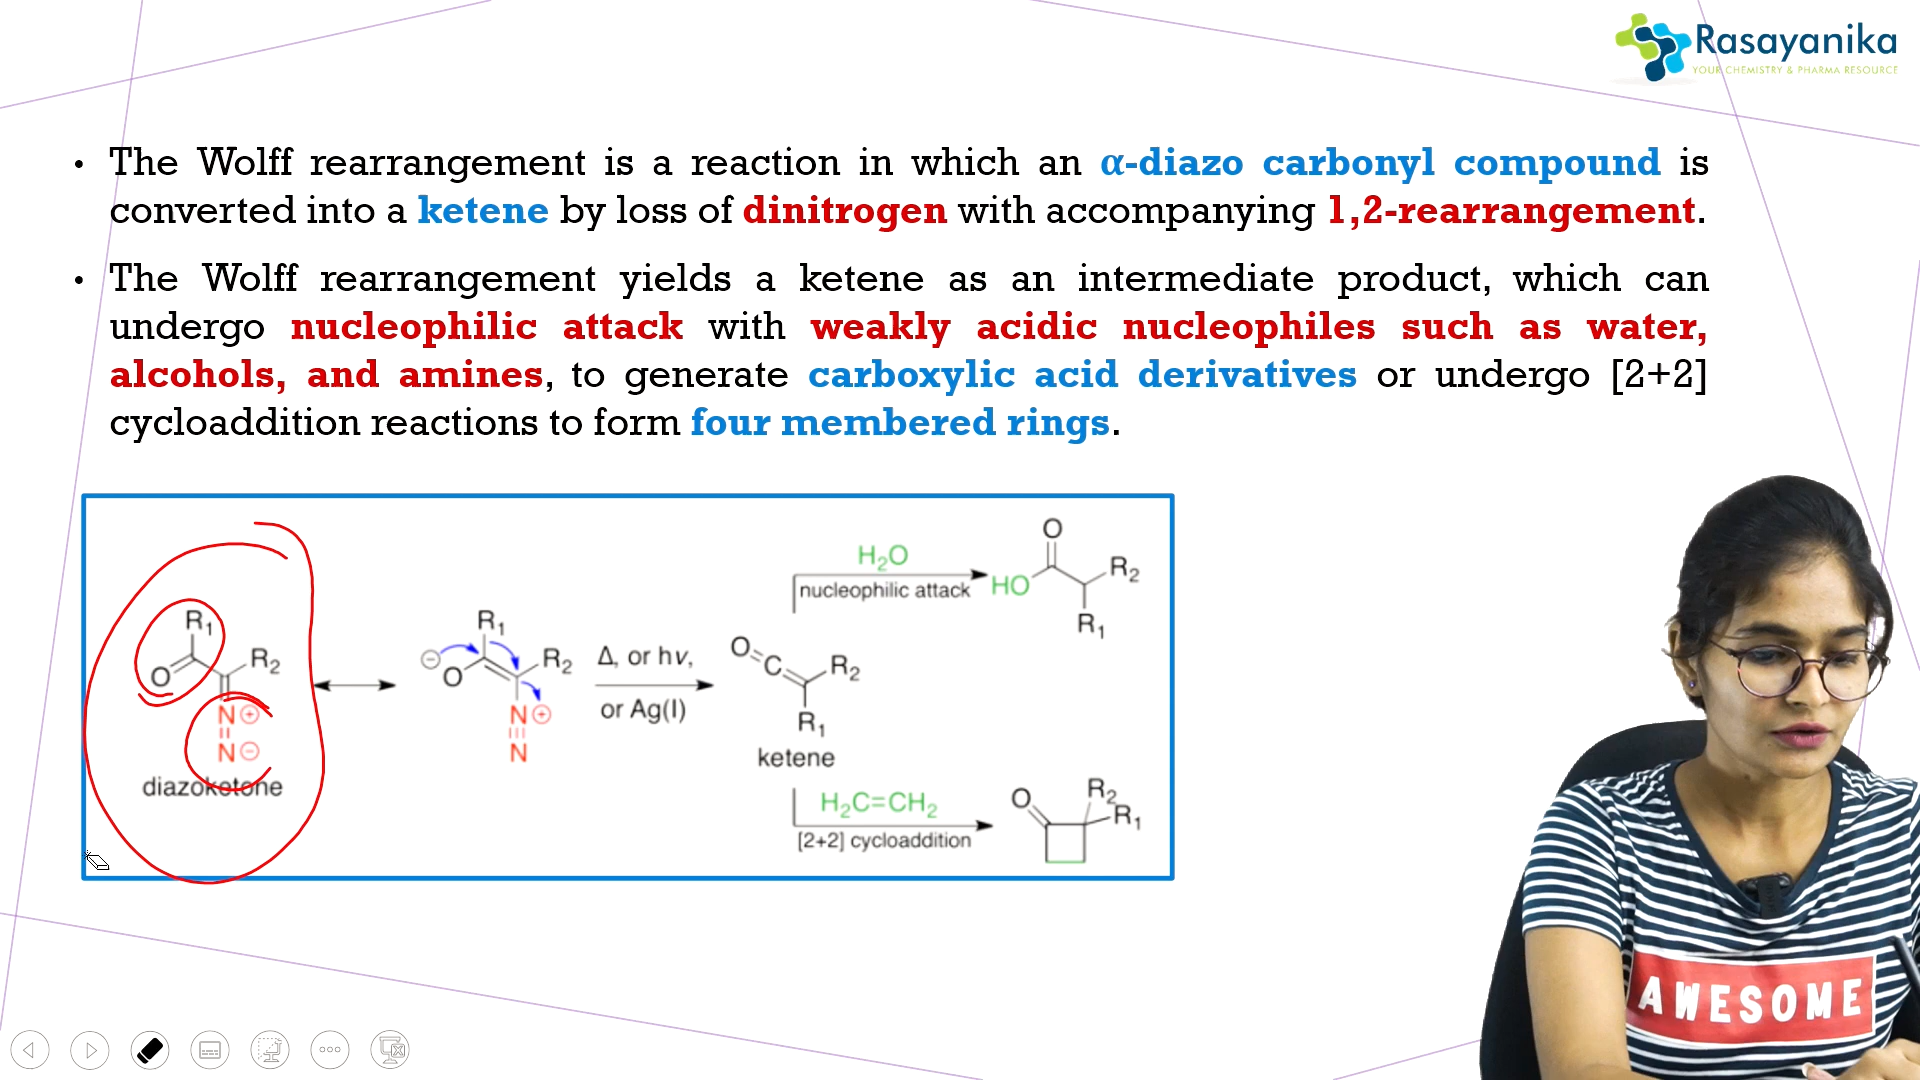 Rasayanika
YOUR CHEMISTRY & PHARMA RESOURCE
• The Wolff rearrangement is a reaction in which an α-diazo carbonyl compound is
converted into a ketene by loss of dinitrogen with accompanying 1,2-rearrangement.
• The Wolff rearrangement yields a ketene as an intermediate product, which can
undergo nucleophilic attack with weakly acidic nucleophiles such as water,
alcohols, and amines, to generate carboxylic acid derivatives or undergo [2+2]
cycloaddition reactions to form four membered rings.
R₁
O
R₂
N⊕
N⊖
diazoketone
R₁
⊖
O
R₂
N⊕
N
Δ, or hν,
or Ag(I)
O
C
R₂
R₁
ketene
H₂O
nucleophilic attack
O
HO
R₂
R₁
H₂C=CH₂
[2+2] cycloaddition
O
R₂
R₁
AWESOME